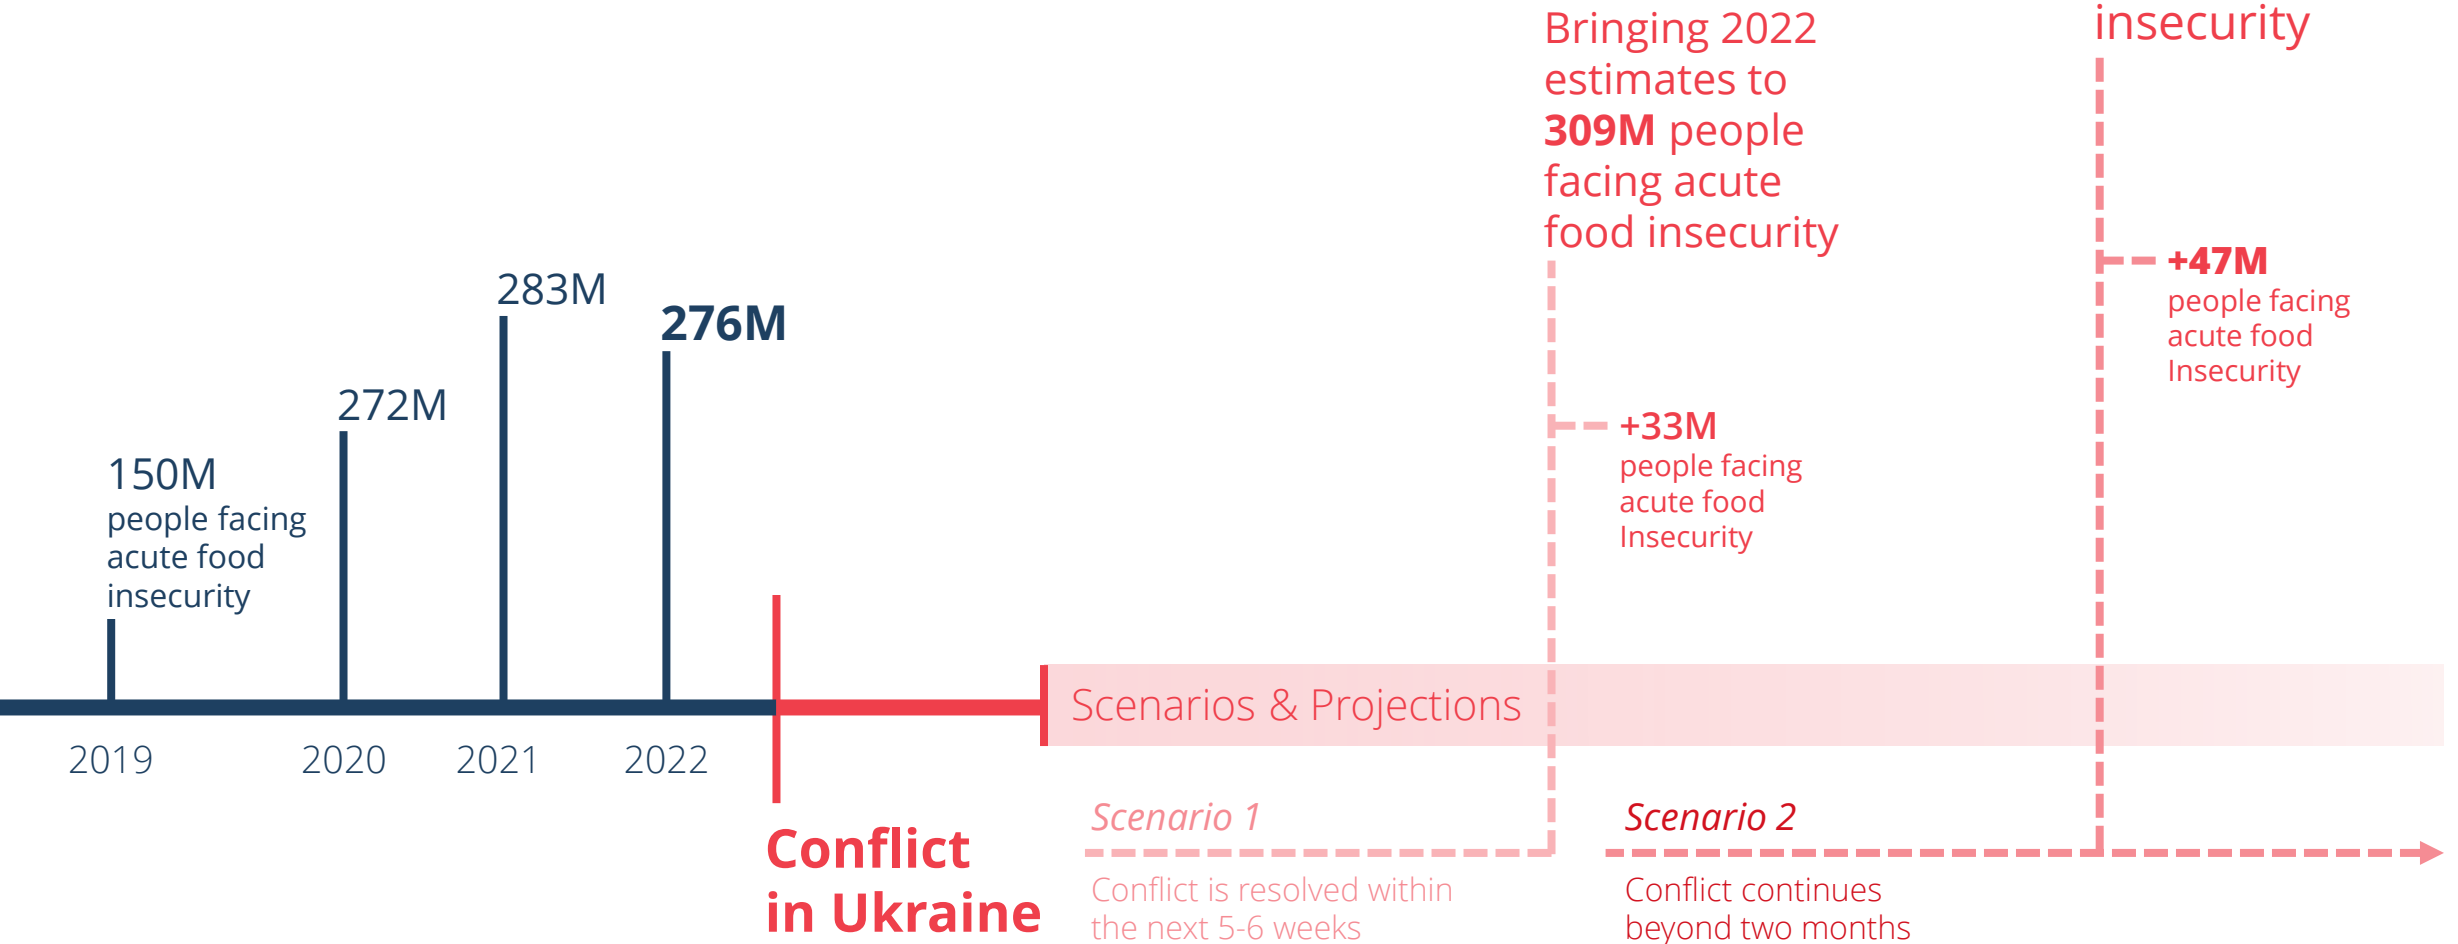 150M
people facing
acute food
insecurity
272M
283M
276M
2019
2020
2021
2022
Conflict
in Ukraine
Scenarios & Projections
Bringing 2022
estimates to
309M people
facing acute
food insecurity
+33M
people facing
acute food
Insecurity
Scenario 1
Conflict is resolved within
the next 5-6 weeks
insecurity
+47M
people facing
acute food
Insecurity
Scenario 2
Conflict continues
beyond two months